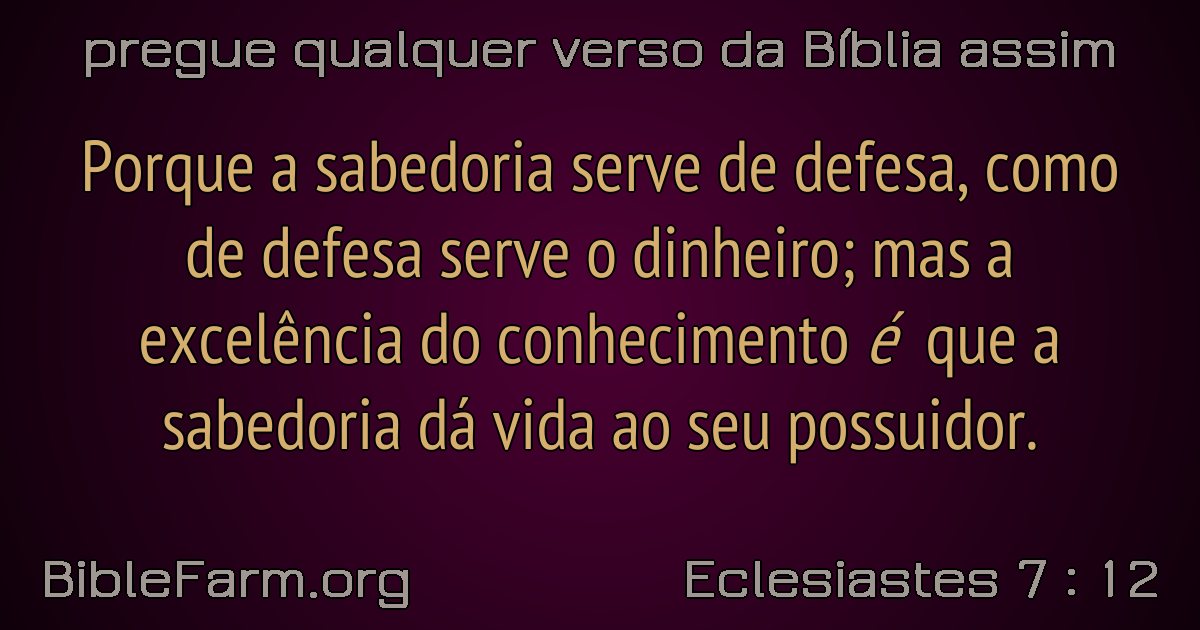 pregue qualquer verso da Bíblia assim
Porque a sabedoria serve de defesa, como
de defesa serve o dinheiro; mas a
excelência do conhecimento é que a
sabedoria dá vida ao seu possuidor.
BibleFarm.org
Eclesiastes 7 : 12